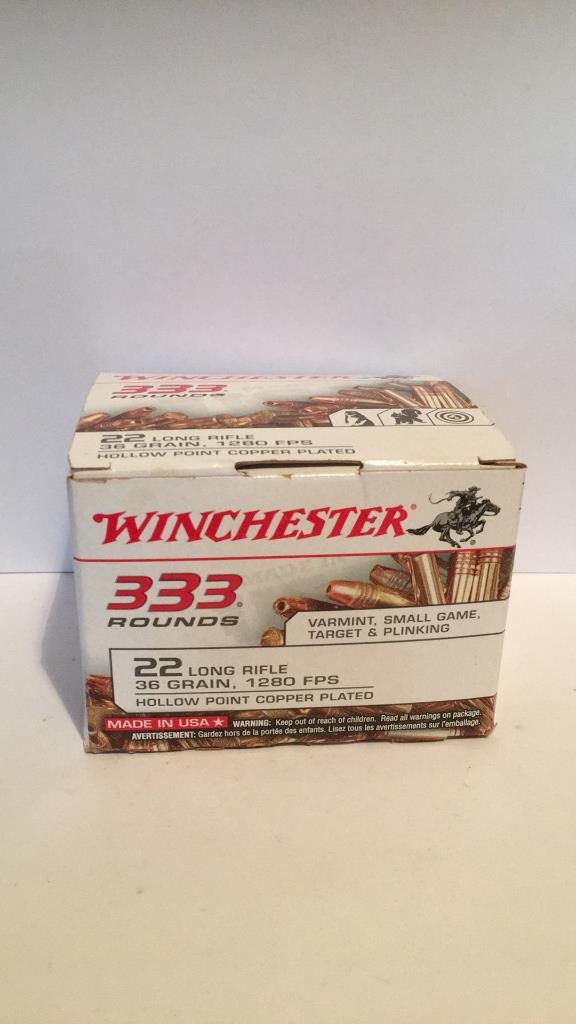 WINCHESTER
333
ROUNDS
22 LONG RIFLE
36 GRAIN, 1280 FPS
HOLLOW POINT COPPER PLATED
WINCHESTER®
®
333®
ROUNDS
VARMINT, SMALL GAME,
TARGET & PLINKING
22 LONG RIFLE
36 GRAIN, 1280 FPS
HOLLOW POINT COPPER PLATED
MADE IN USA ★ WARNING: Keep out of reach of children. Read all warnings on package.
AVERTISSEMENT: Gardez hors de la portée des enfants. Lisez tous les avertissements sur l'emballage.